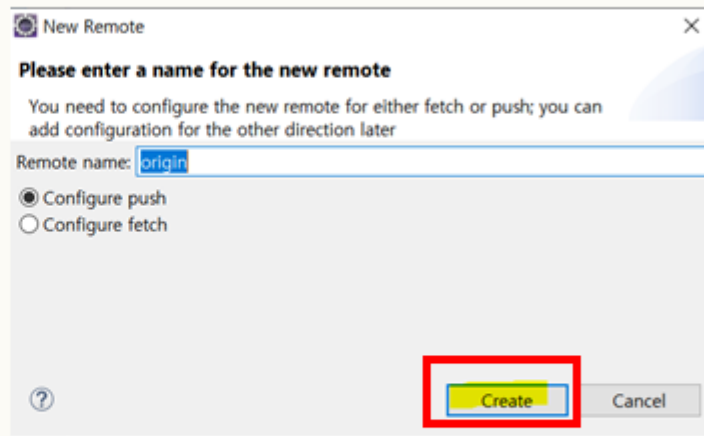 New Remote
Please enter a name for the new remote
You need to configure the new remote for either fetch or push; you can
add configuration for the other direction later
Remote name: origin
Configure push
Configure fetch
Create Cancel